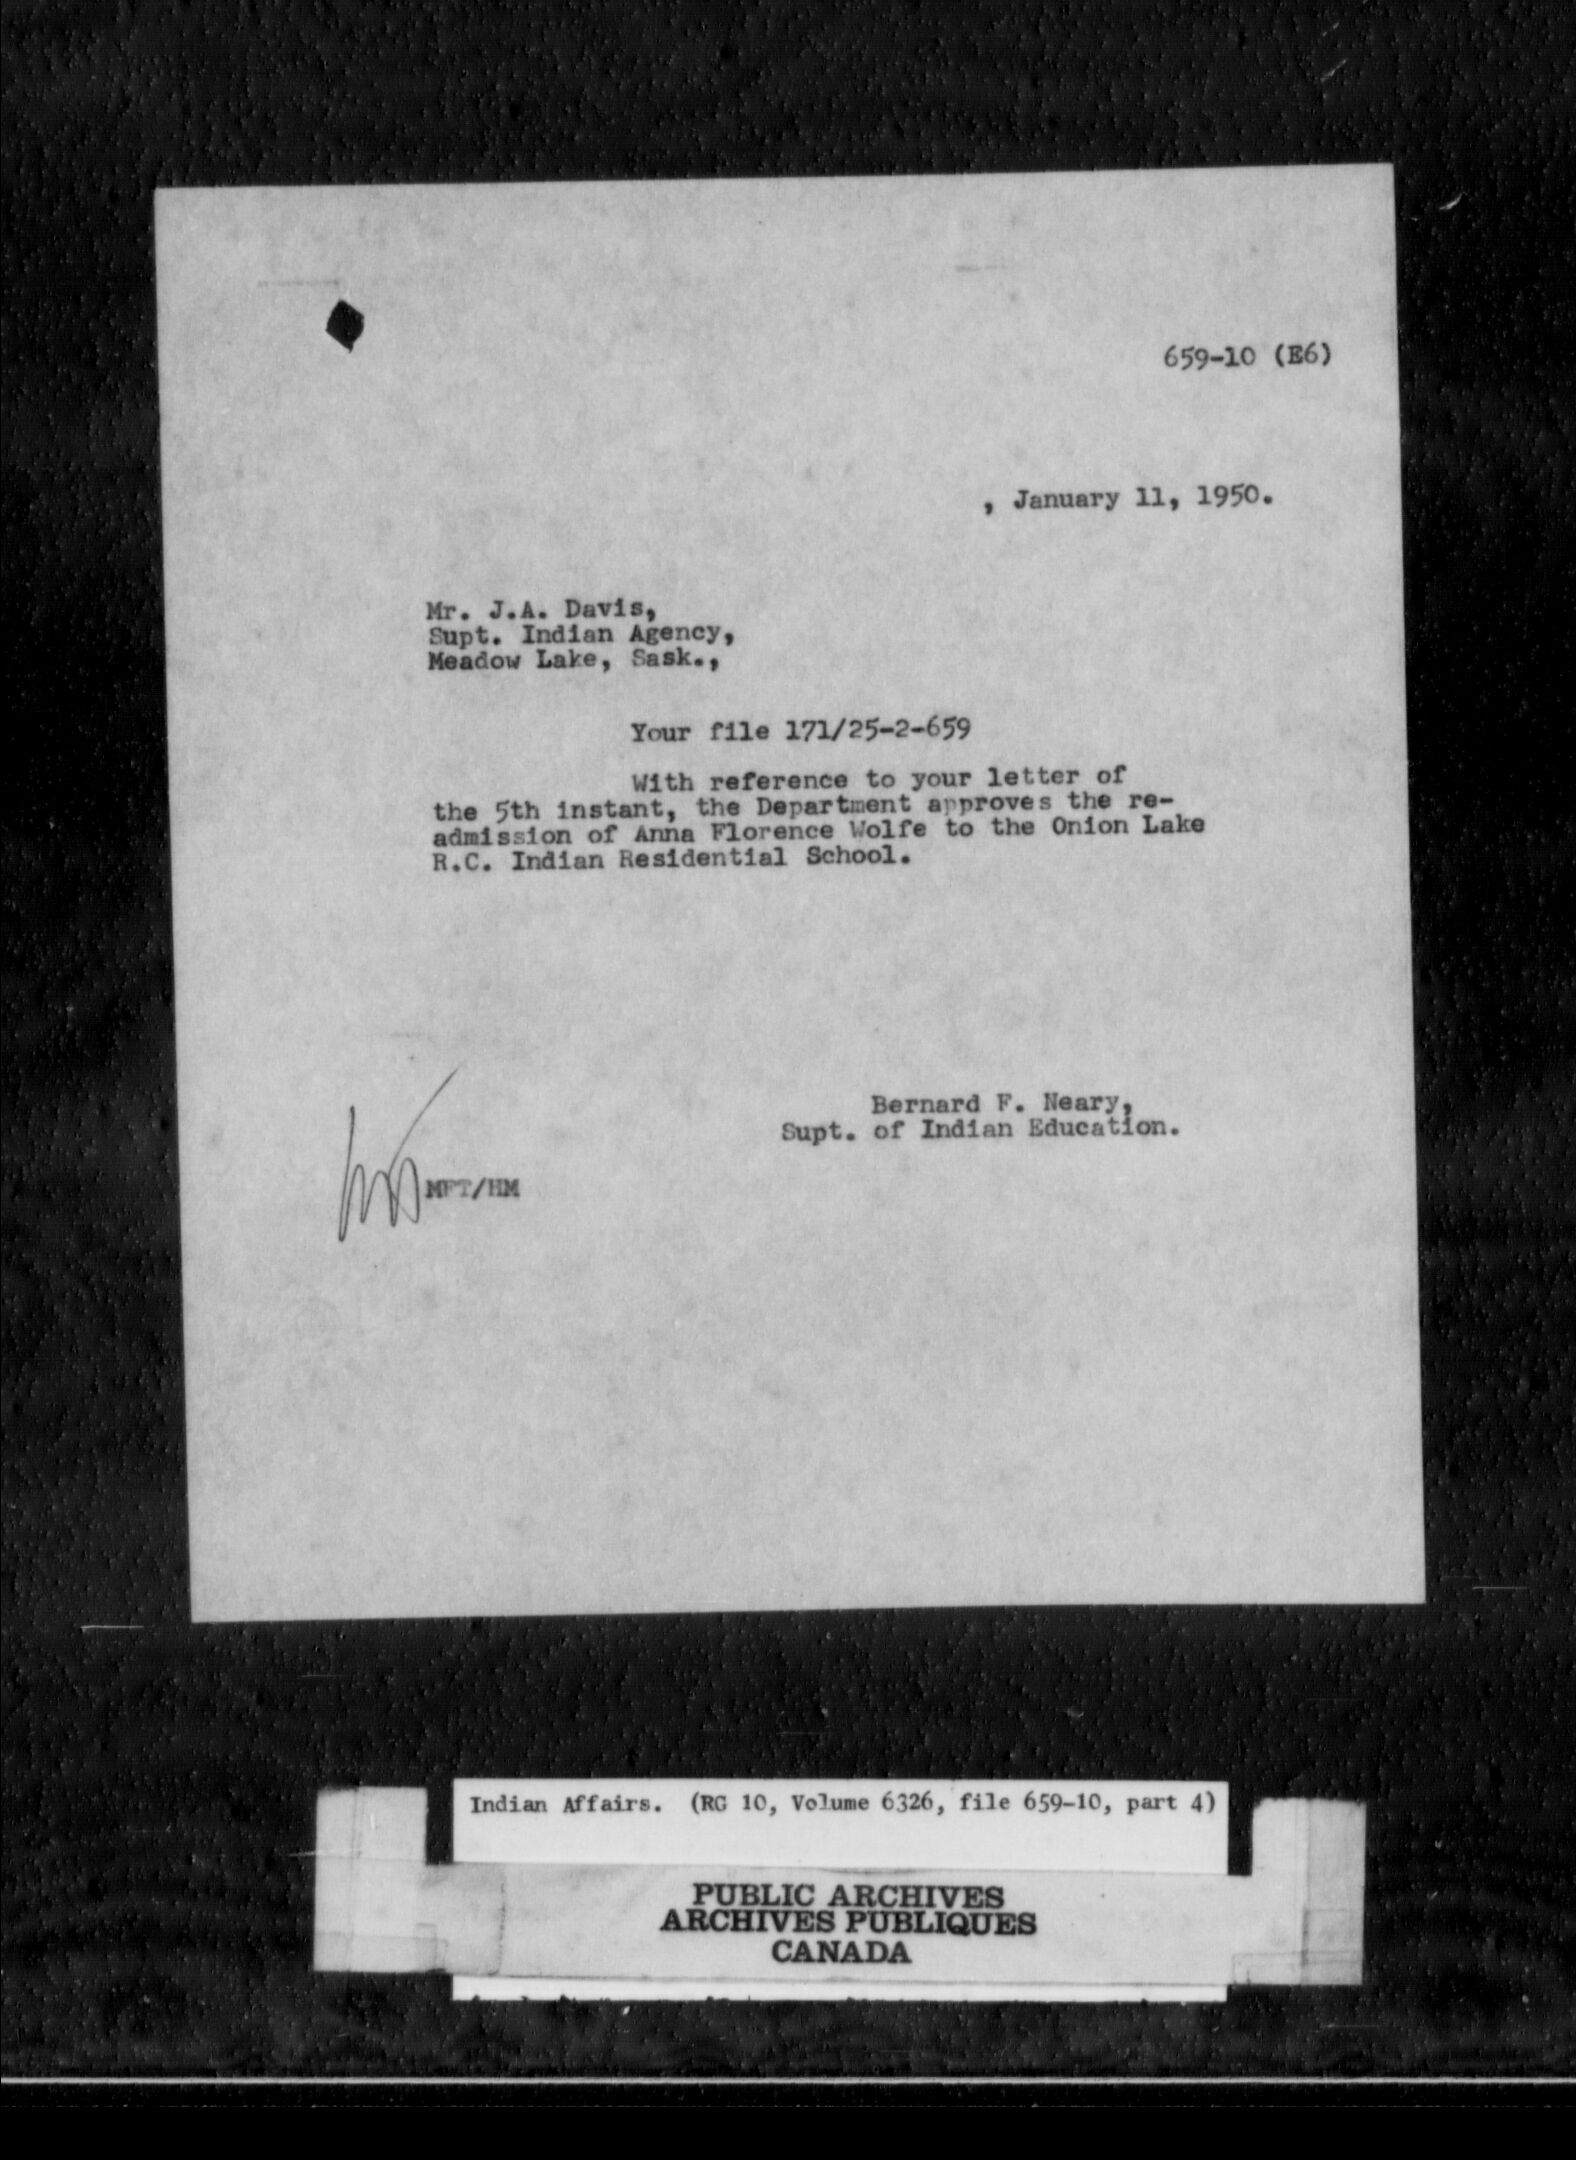 659-10 (E6)
, January 11, 1950.
Mr. J.A. Davis,
Supt. Indian Agency,
Meadow Lake, Sask.,
Your file 171/25-2-659
With reference to your letter of
the 5th instant, the Department approves the re-
admission of Anna Florence Wolfe to the Onion Lake
R.C. Indian Residential School.
Bernard F. Neary,
Supt. of Indian Education.
MFT/HM
Indian Affairs. (RG 10, Volume 6326, file 659-10, part 4)
PUBLIC ARCHIVES
ARCHIVES PUBLIQUES
CANADA